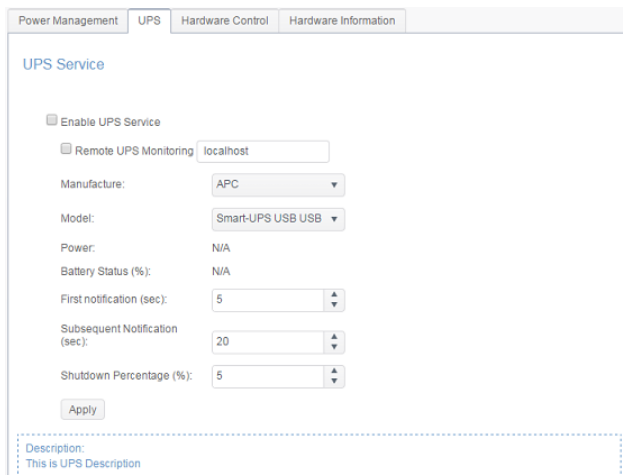 Power Management UPS Hardware Control Hardware Information
UPS Service
Enable UPS Service
Remote UPS Monitoring localhost
Manufacture: APC
Model: Smart-UPS USB USB
Power: N/A
Battery Status (%): N/A
First notification (sec): 5
Subsequent Notification
(sec): 20
Shutdown Percentage (%): 5
Apply
Description:
This is UPS Description